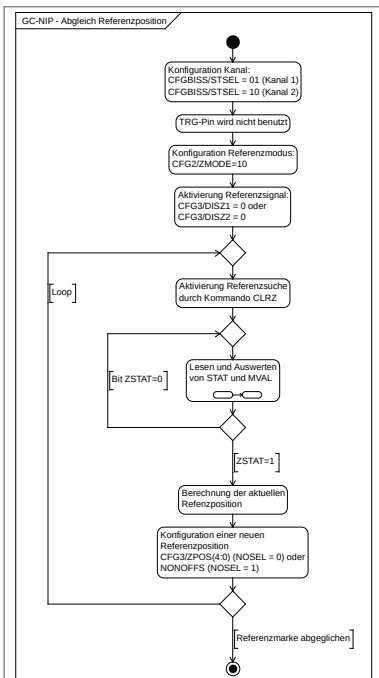 GC-NIP - Abgleich Referenzposition
Konfiguration Kanal:
CFGBISS/STSEL = 01 (Kanal 1)
CFGBISS/STSEL = 10 (Kanal 2)
TRG-Pin wird nicht benutzt
Konfiguration Referenzmodus:
CFG2/ZMODE=10
Aktivierung Referenzsignal:
CFG3/DISZ1 = 0 oder
CFG3/DISZ2 = 0
Aktivierung Referenzsuche
durch Kommando CLRZ
Loop
Lesen und Auswerten
von STAT und MVAL
Bit ZSTAT=0
ZSTAT=1
Berechnung der aktuellen
Refenzposition
Konfiguration einer neuen
Referenzposition
CFG3/ZPOS(4:0) (NOSEL = 0) oder
NONOFFS (NOSEL = 1)
Referenzmarke abgeglichen